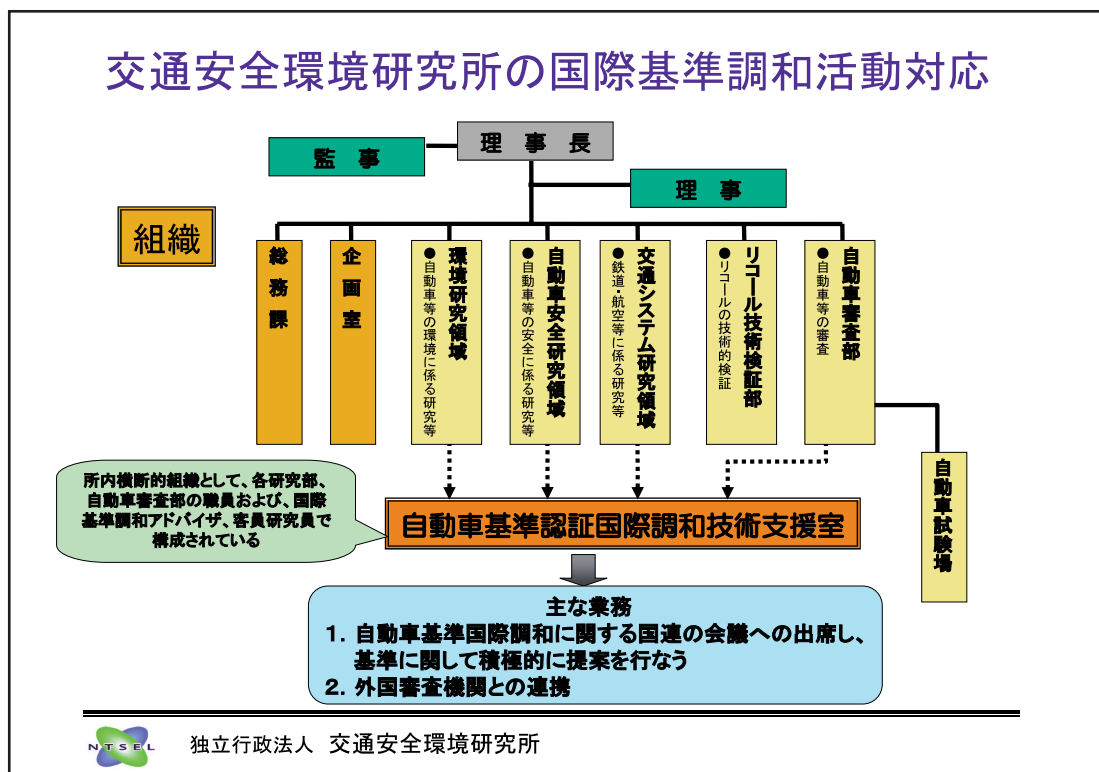 交通安全環境研究所の国際基準調和活動対応
理事長
監事
理事
組織
総務課
企画室
環境研究領域
●自動車等の環境に係る研究等
自動車安全研究領域
●自動車等の安全に係る研究等
交通システム研究領域
●鉄道・航空等に係る研究等
リコール技術検証部
●リコールの技術的検証
自動車審査部
●自動車等の審査
自動車試験場
所内横断的組織として、各研究部、
自動車審査部の職員および、国際
基準調和アドバイザ、客員研究員で
構成されている
自動車基準認証国際調和技術支援室
主な業務
1. 自動車基準国際調和に関する国連の会議への出席し、
基準に関して積極的に提案を行なう
2. 外国審査機関との連携
NTSEL
独立行政法人 交通安全環境研究所